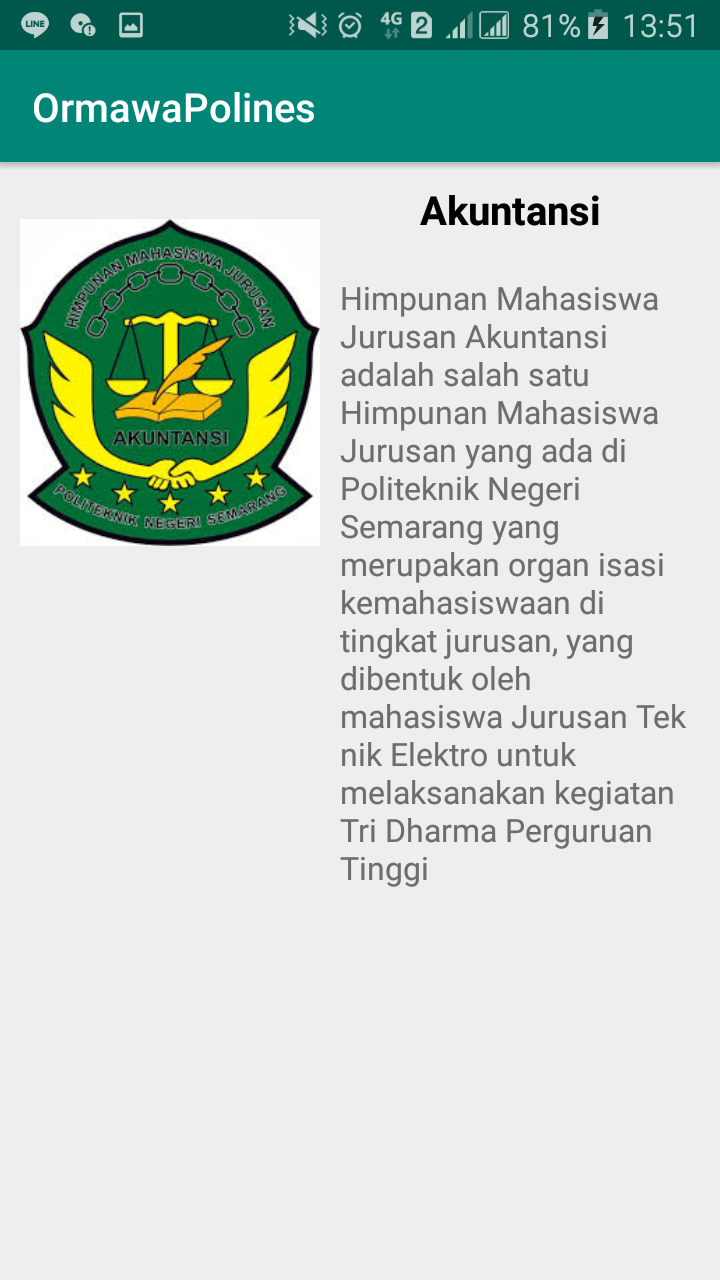 LINE
4G
2
81%
13:51
OrmawaPolines
Akuntansi
HIMPUNAN MAHASISWA JURUSAN
AKUNTANSI
POLITEKNIK NEGERI SEMARANG
Himpunan Mahasiswa
Jurusan Akuntansi
adalah salah satu
Himpunan Mahasiswa
Jurusan yang ada di
Politeknik Negeri
Semarang yang
merupakan organ isasi
kemahasiswaan di
tingkat jurusan, yang
dibentuk oleh
mahasiswa Jurusan Tek
nik Elektro untuk
melaksanakan kegiatan
Tri Dharma Perguruan
Tinggi